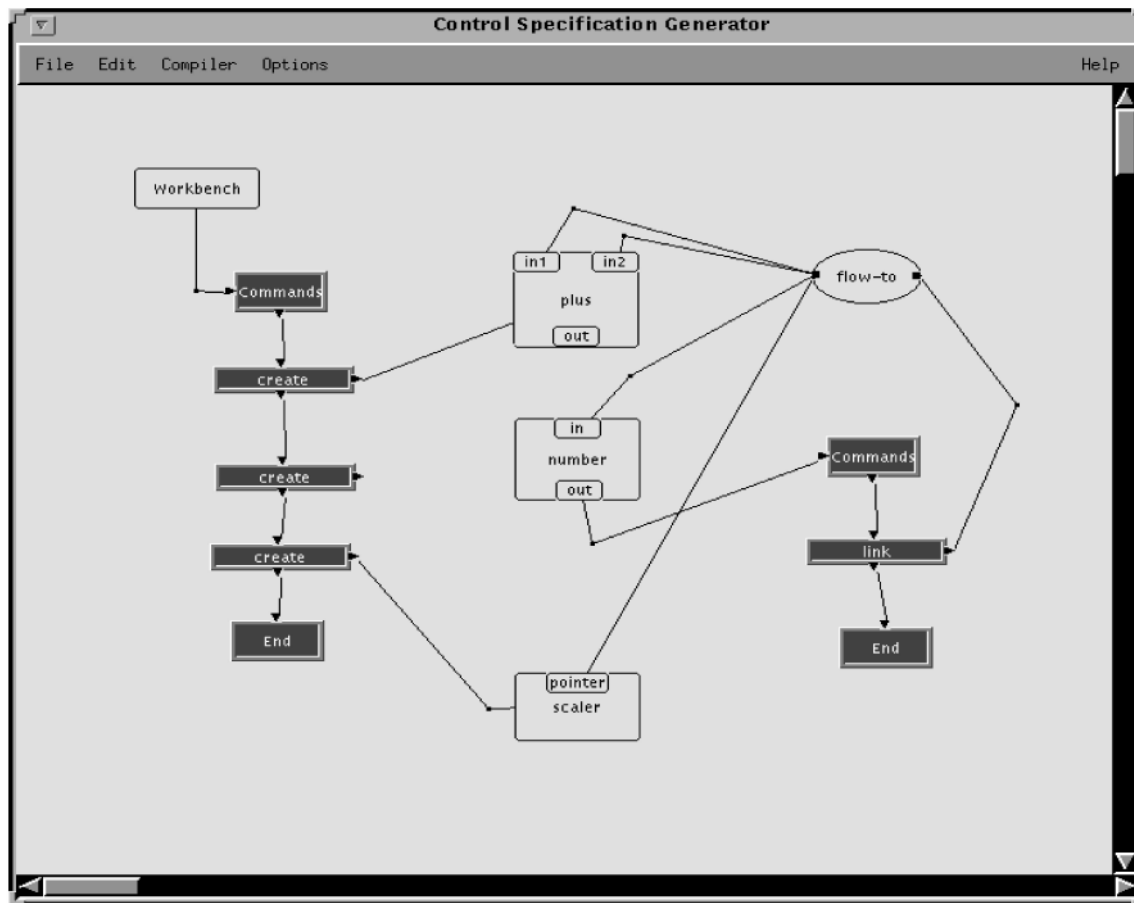 Control Specification Generator
File Edit Compiler Options Help
Workbench
Commands
create
create
create
End
in1 in2
plus
out
in
number
out
pointer
scaler
flow-to
Commands
link
End